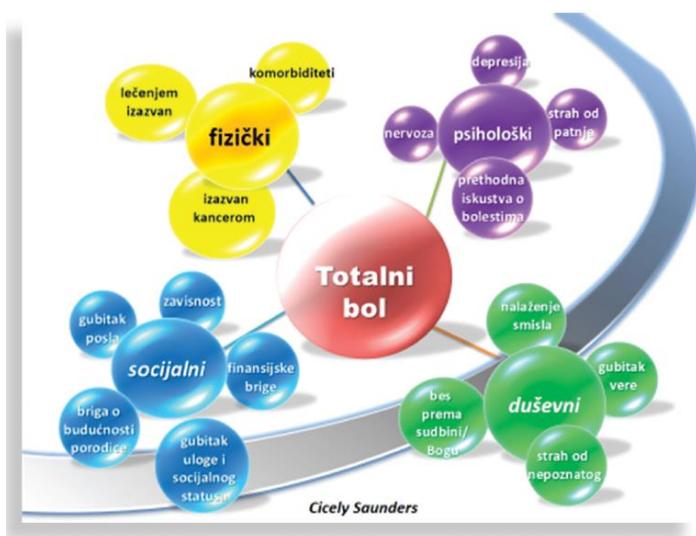 komorbiditeti
lečenjem
izazvan
fizički
izazvan
kancerom
depresija
nervoza
psihološki
strah od
patnje
prethodna
iskustva o
bolestima
Totalni
bol
zavisnost
gubitak
posla
socijalni
finansijske
brige
briga o
budućnosti
porodice
gubitak
uloge i
socijalnog
statusa
nalaženje
smisla
gubitak
vere
duševni
bes
prema
sudbini/
Bogu
strah od
nepoznatog
Cicely Saunders